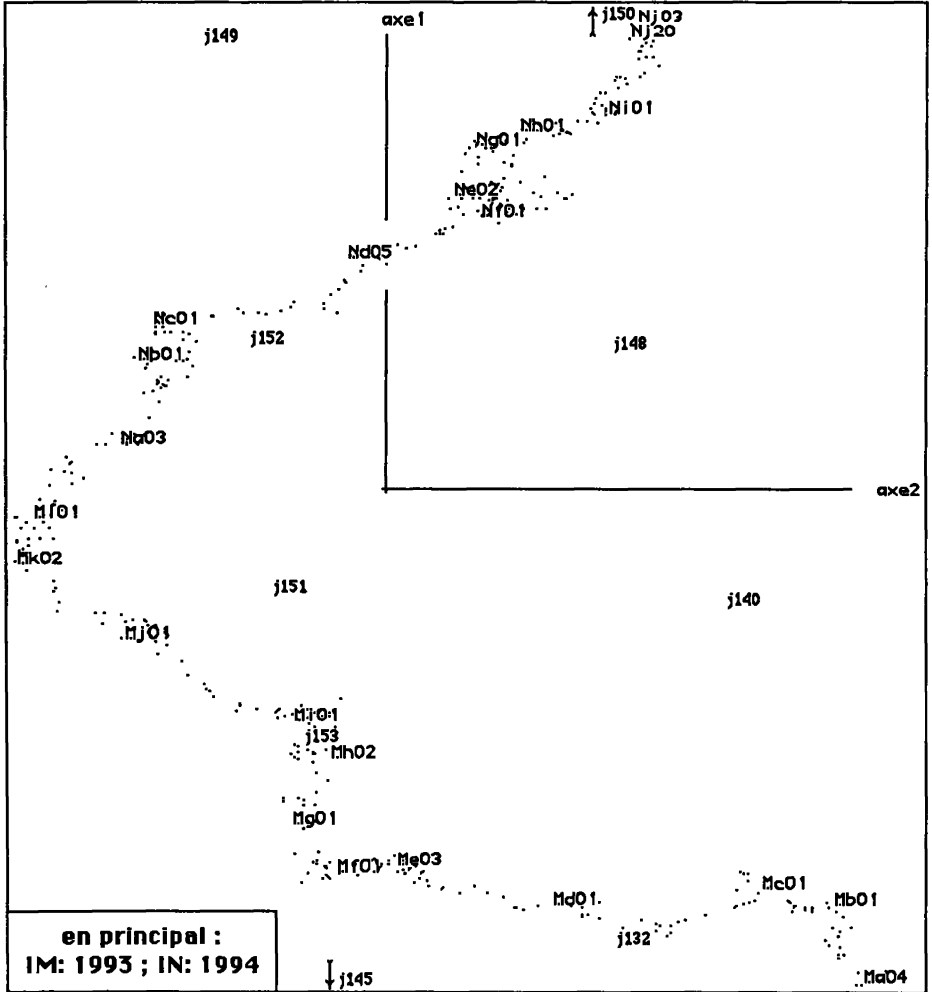 axe1
j150 Nj03
Nj20
j149
Ni01
Nh01
Ng01
Ne02
Nf01
Nd05
Nc01
j152
j148
Nb01
Na03
axe2
Ml01
Mk02
j151
j140
Mj01
Mi01
j153
Mh02
Mg01
Mf01
Me03
Mc01
Md01
Mb01
j132
en principal :
IM: 1993 ; IN: 1994
j145
Ma04